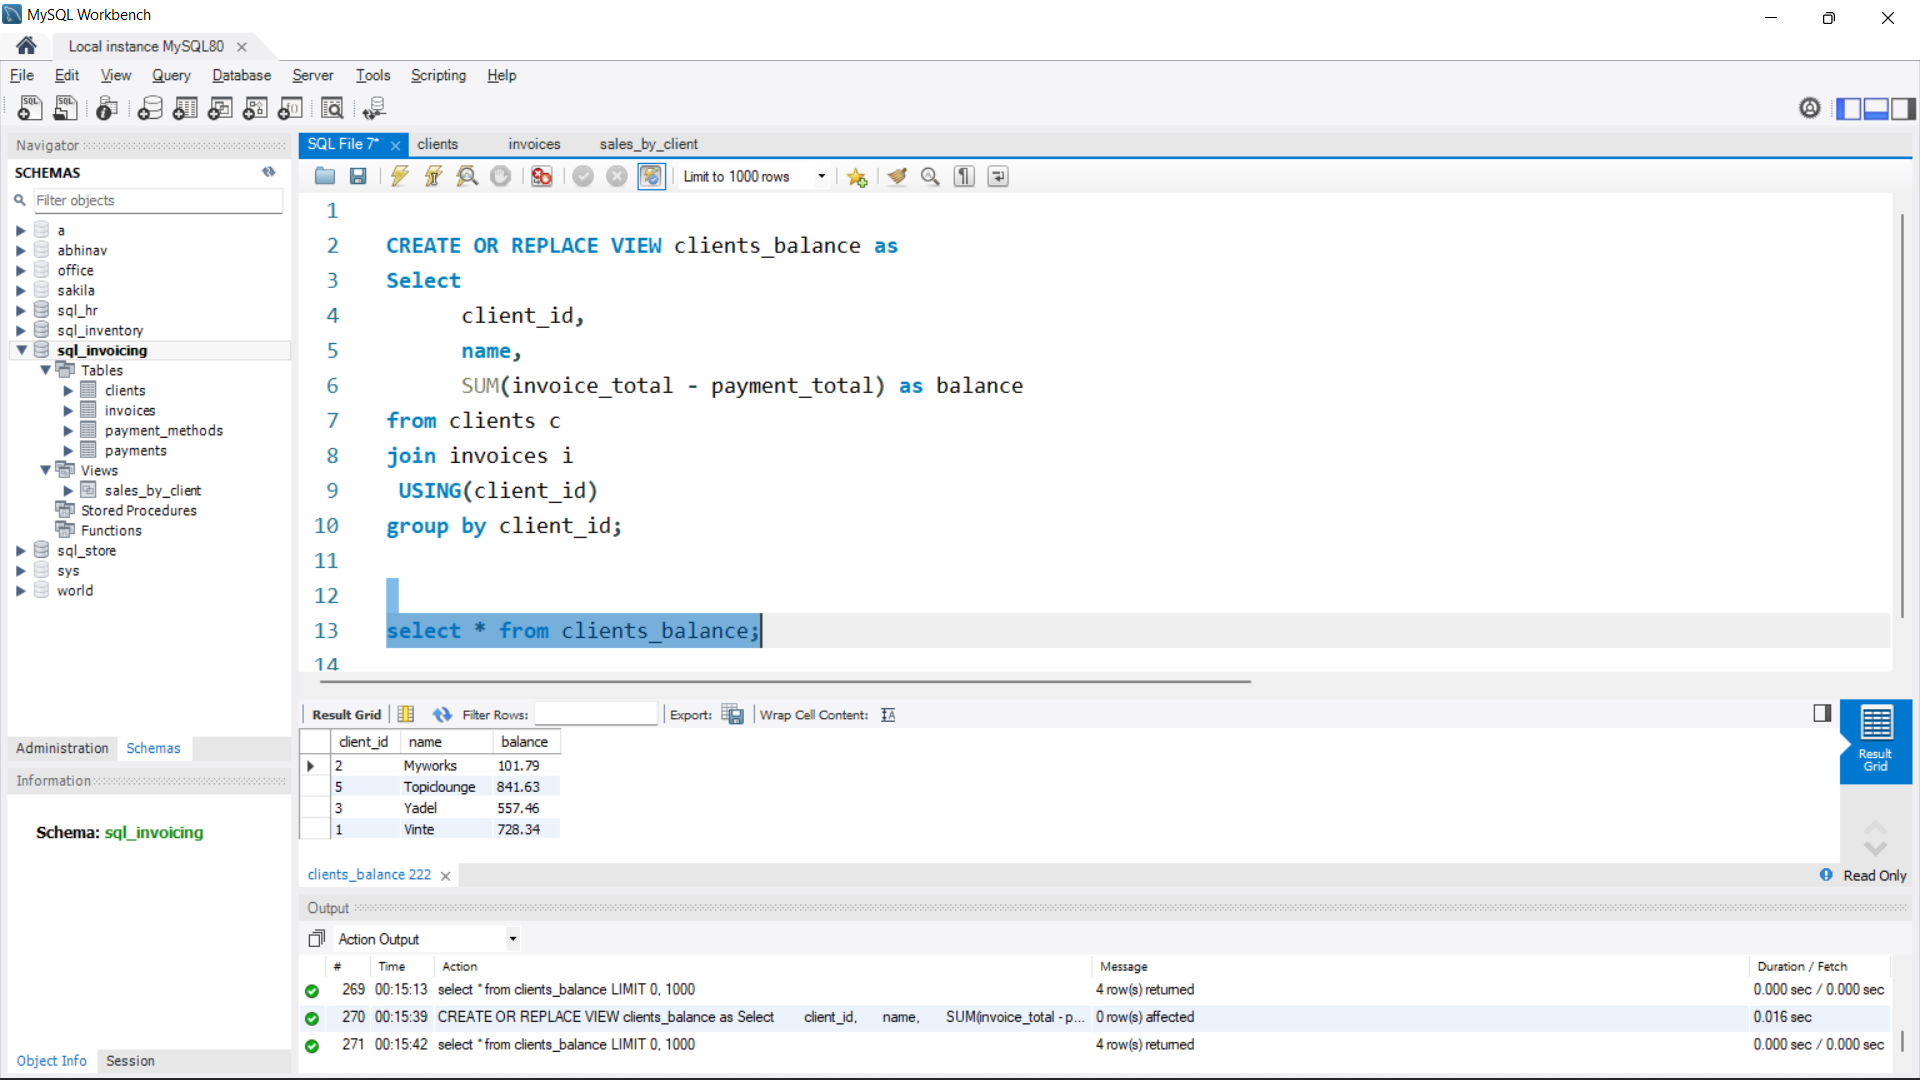 MySQL Workbench
Local instance MySQL80
File Edit View Query Database Server Tools Scripting Help
Navigator
SCHEMAS
Filter objects
a
abhinav
office
sakila
sql_hr
sql_inventory
sql_invoicing
Tables
clients
invoices
payment_methods
payments
Views
sales_by_client
Stored Procedures
Functions
sql_store
sys
world
Administration Schemas
Information
Schema: sql_invoicing
Object Info Session
SQL File 7* clients invoices sales_by_client
Limit to 1000 rows
1
2 CREATE OR REPLACE VIEW clients_balance as
3 Select
4 client_id,
5 name,
6 SUM(invoice_total - payment_total) as balance
7 from clients c
8 join invoices i
9 USING(client_id)
10 group by client_id;
11
12
13 select * from clients_balance;
14
Result Grid Filter Rows: Export: Wrap Cell Content:
client_id name balance
2 Myworks 101.79
5 Topiclounge 841.63
3 Yadel 557.46
1 Vinte 728.34
Result
Grid
clients_balance 222
Read Only
Output
Action Output
# Time Action Message Duration / Fetch
269 00:15:13 select * from clients_balance LIMIT 0, 1000 4 row(s) returned 0.000 sec / 0.000 sec
270 00:15:39 CREATE OR REPLACE VIEW clients_balance as Select client_id, name, SUM(invoice_total - p... 0 row(s) affected 0.016 sec
271 00:15:42 select * from clients_balance LIMIT 0, 1000 4 row(s) returned 0.000 sec / 0.000 sec